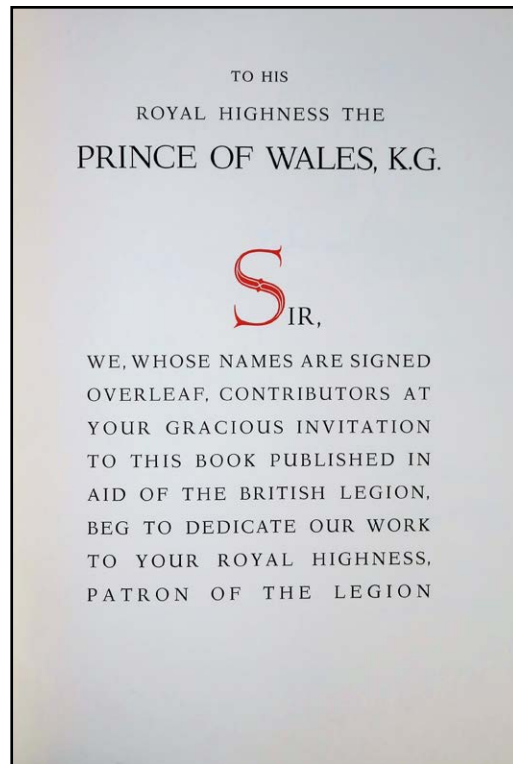 TO HIS
ROYAL HIGHNESS THE
PRINCE OF WALES, K.G.
SIR,
WE, WHOSE NAMES ARE SIGNED
OVERLEAF, CONTRIBUTORS AT
YOUR GRACIOUS INVITATION
TO THIS BOOK PUBLISHED IN
AID OF THE BRITISH LEGION,
BEG TO DEDICATE OUR WORK
TO YOUR ROYAL HIGHNESS,
PATRON OF THE LEGION